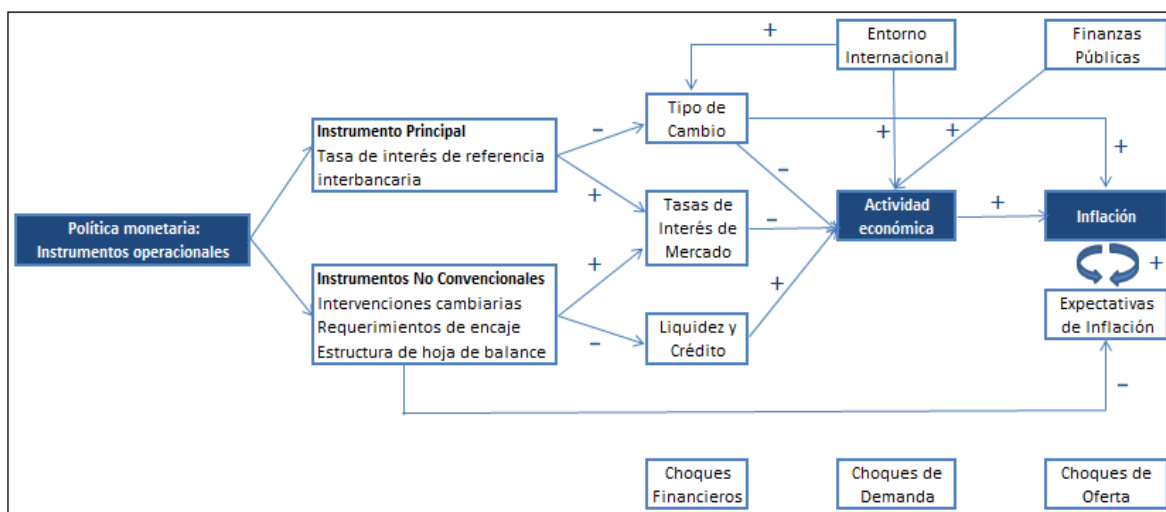 Entorno
Internacional
Finanzas
Públicas
+
Tipo de
Cambio
Instrumento Principal
Tasa de interés de referencia
interbancaria
–
+
+
+
+
–
Política monetaria:
Instrumentos operacionales
Tasas de
Interés de
Mercado
–
Actividad
económica
+
Inflación
+
Instrumentos No Convencionales
Intervenciones cambiarias
Requerimientos de encaje
Estructura de hoja de balance
+
–
Liquidez y
Crédito
+
Expectativas
de Inflación
–
Choques
Financieros
Choques de
Demanda
Choques de
Oferta